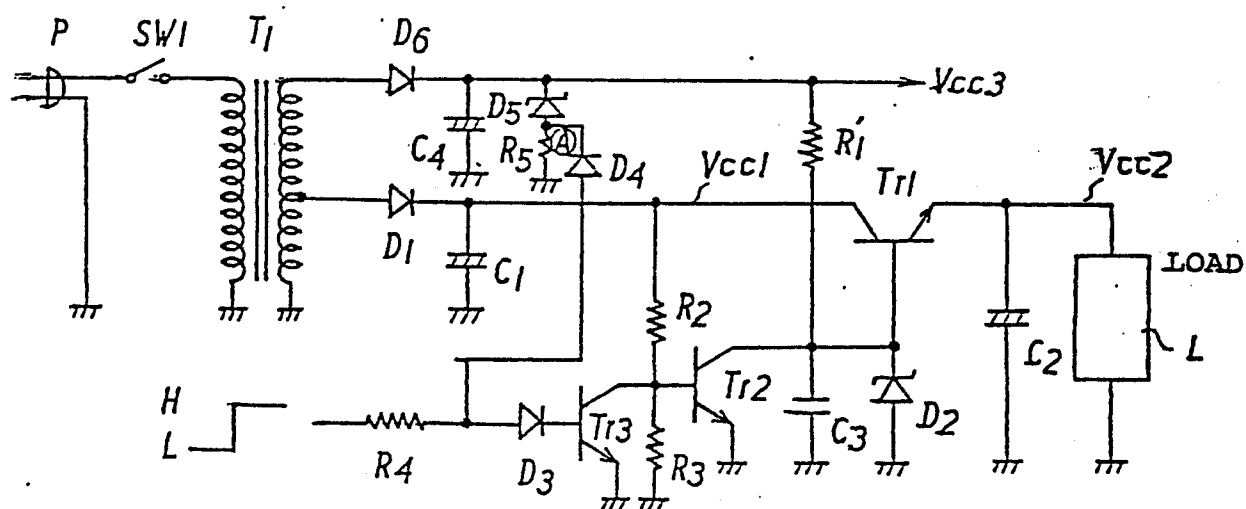 P SW1 T1 D6
Vcc3
D5
C4 R5 A D4 R'1
Vcc1 Tr1 Vcc2
D1 C1
LOAD
R2
C2 L
H
L
R4 D3 Tr3 R3 Tr2 C3 D2